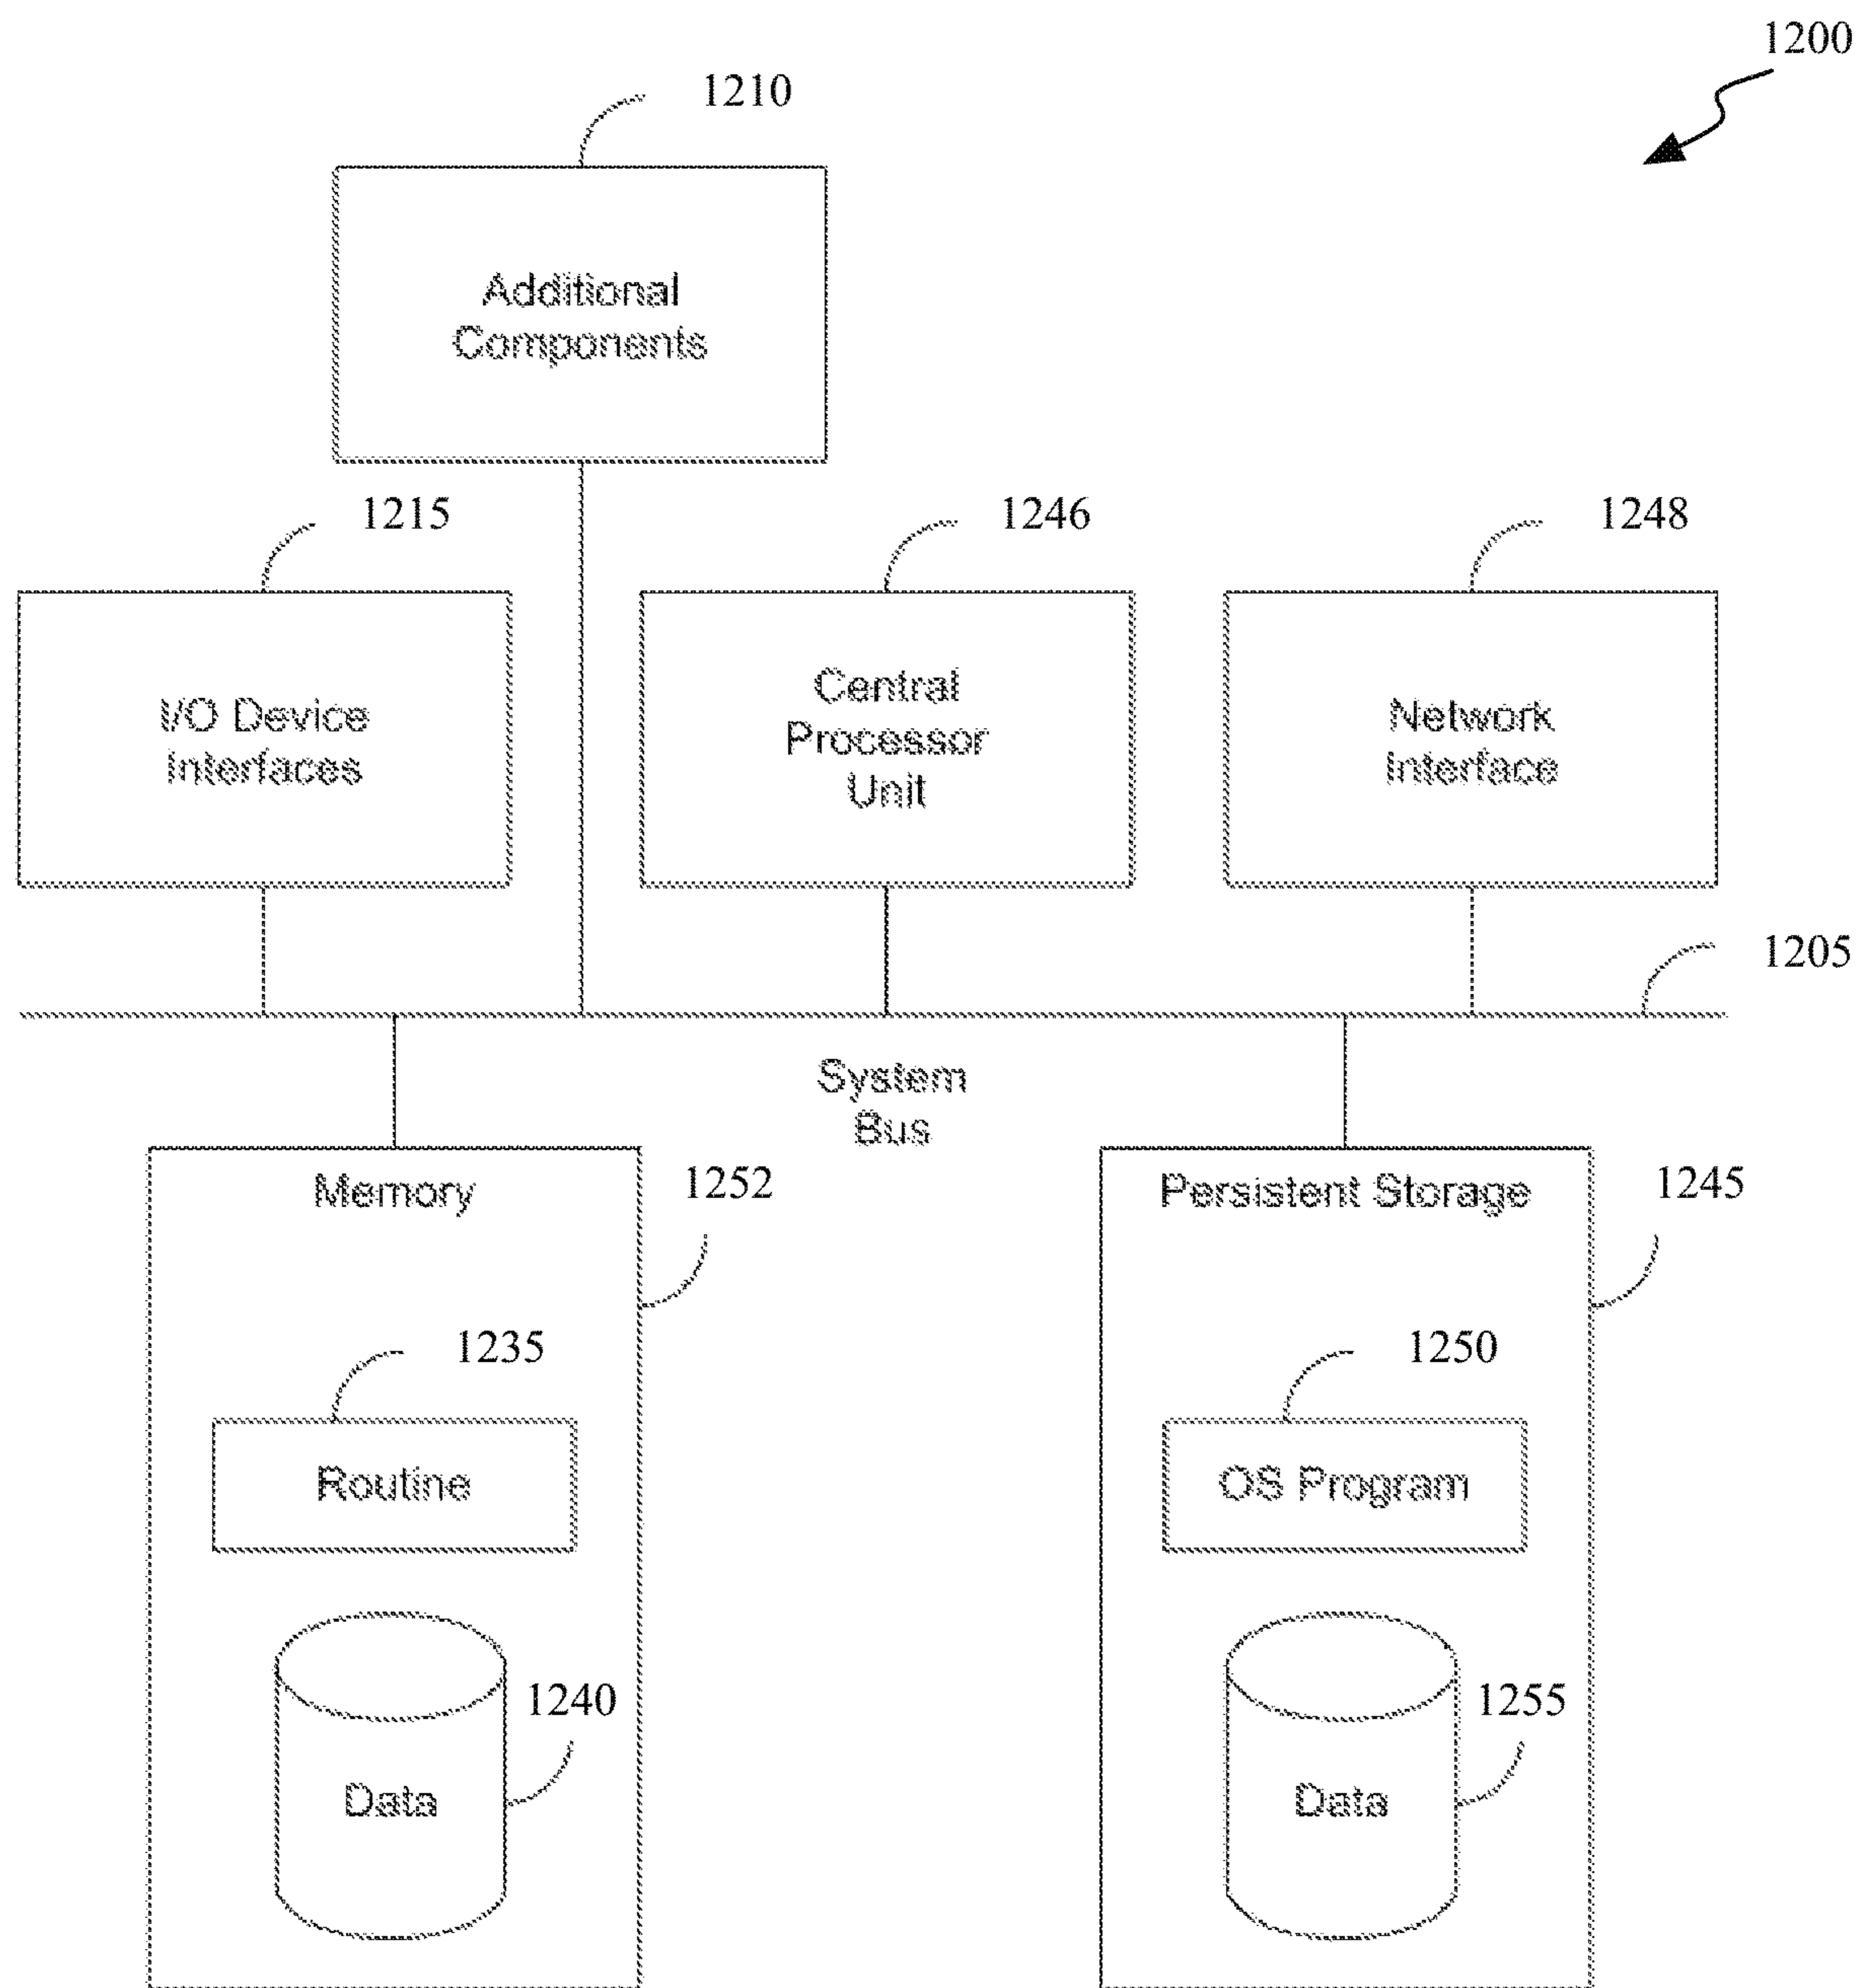 1200
1210
Additional
Components
1215
1246
1248
I/O Device
Interfaces
Central
Processor
Unit
Network
Interface
1205
System
Bus
Memory
1252
Persistent Storage
1245
1235
Routine
1250
OS Program
1240
Data
1255
Data